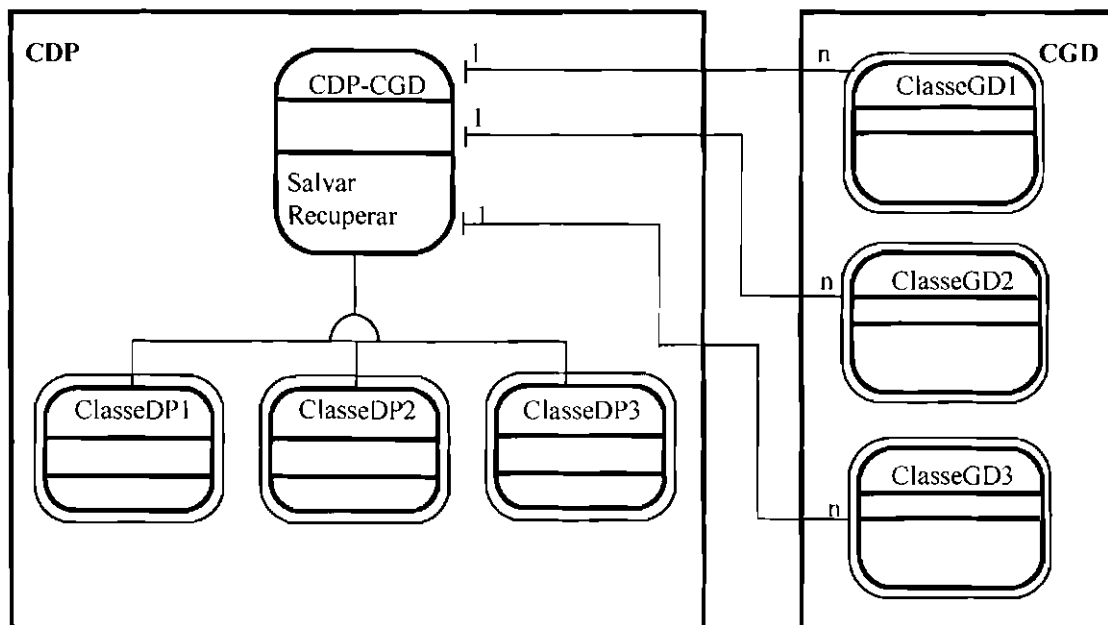 CDP
CGD
CDP-CGD
Salvar
Recuperar
1
n
1
n
1
n
ClasseGD1
ClasseGD2
ClasseGD3
ClasseDP1
ClasseDP2
ClasseDP3